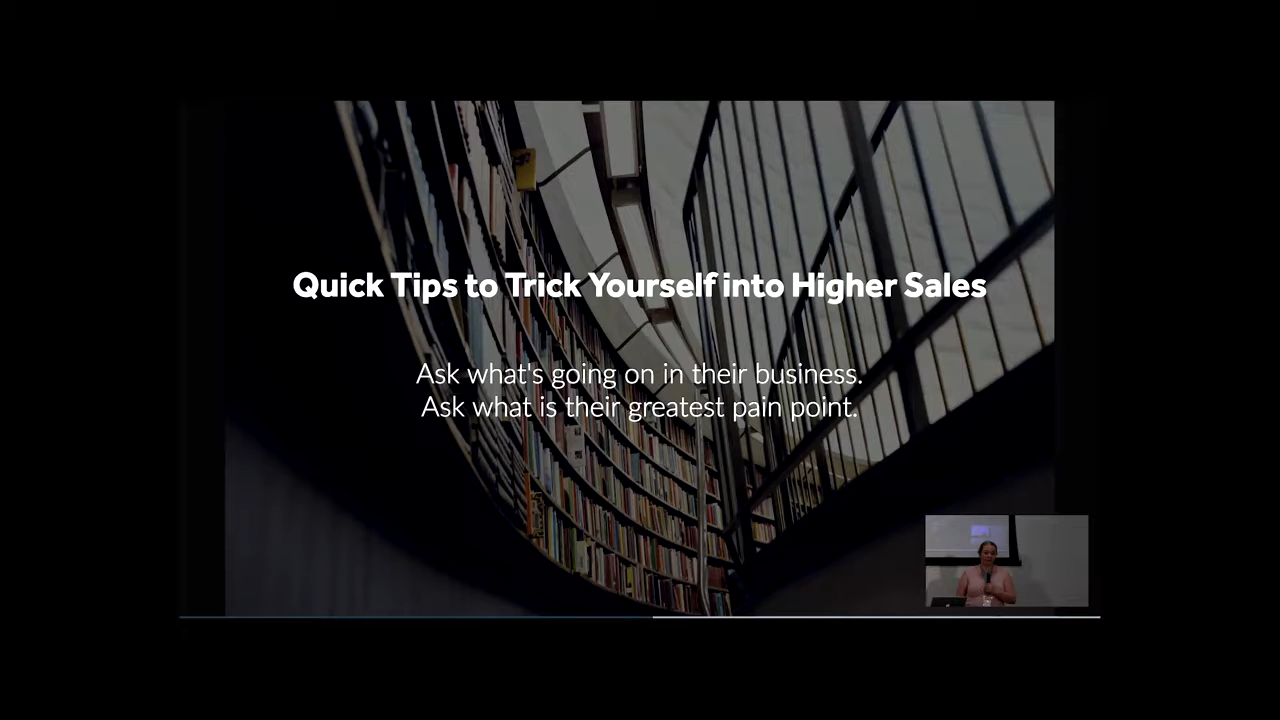 Quick Tips to Trick Yourself into Higher Sales
Ask what's going on in their business.
Ask what is their greatest pain point.